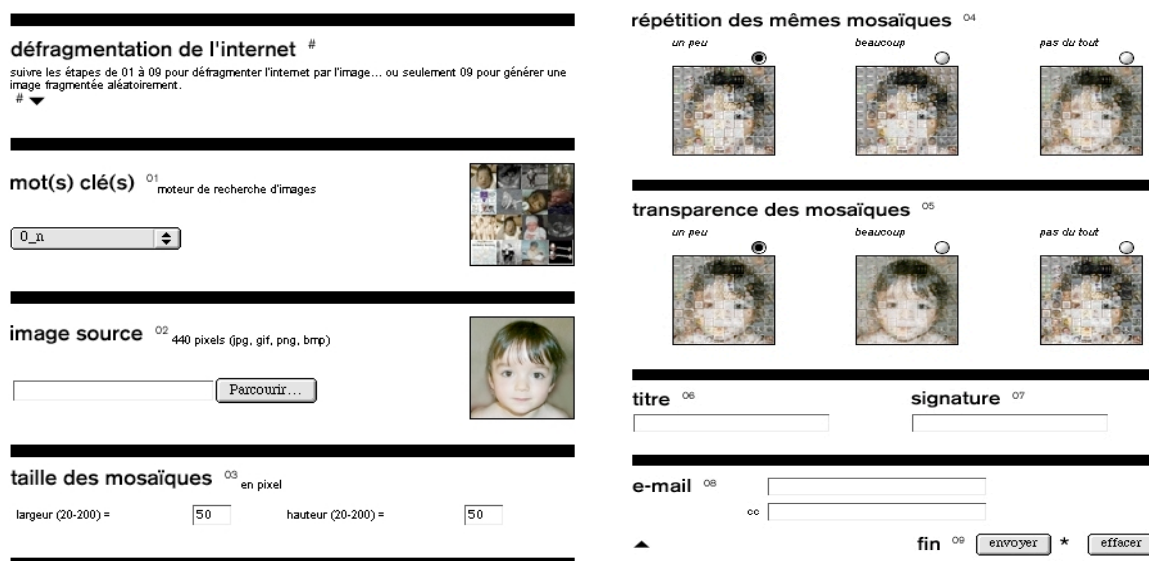 défragmentation de l'internet #
suivre les étapes de 01 à 09 pour défragmenter l'internet par l'image... ou seulement 09 pour générer une
image fragmentée aléatoirement.
#
mot(s) clé(s) 01 moteur de recherche d'images
0_n
image source 02 440 pixels (jpg, gif, png, bmp)
Parcourir...
taille des mosaïques 03 en pixel
largeur (20-200) = 50 hauteur (20-200) = 50
répétition des mêmes mosaïques 04
un peu beaucoup pas du tout
transparence des mosaïques 05
un peu beaucoup pas du tout
titre 06 signature 07
e-mail 08
cc
fin 09 envoyer * effacer